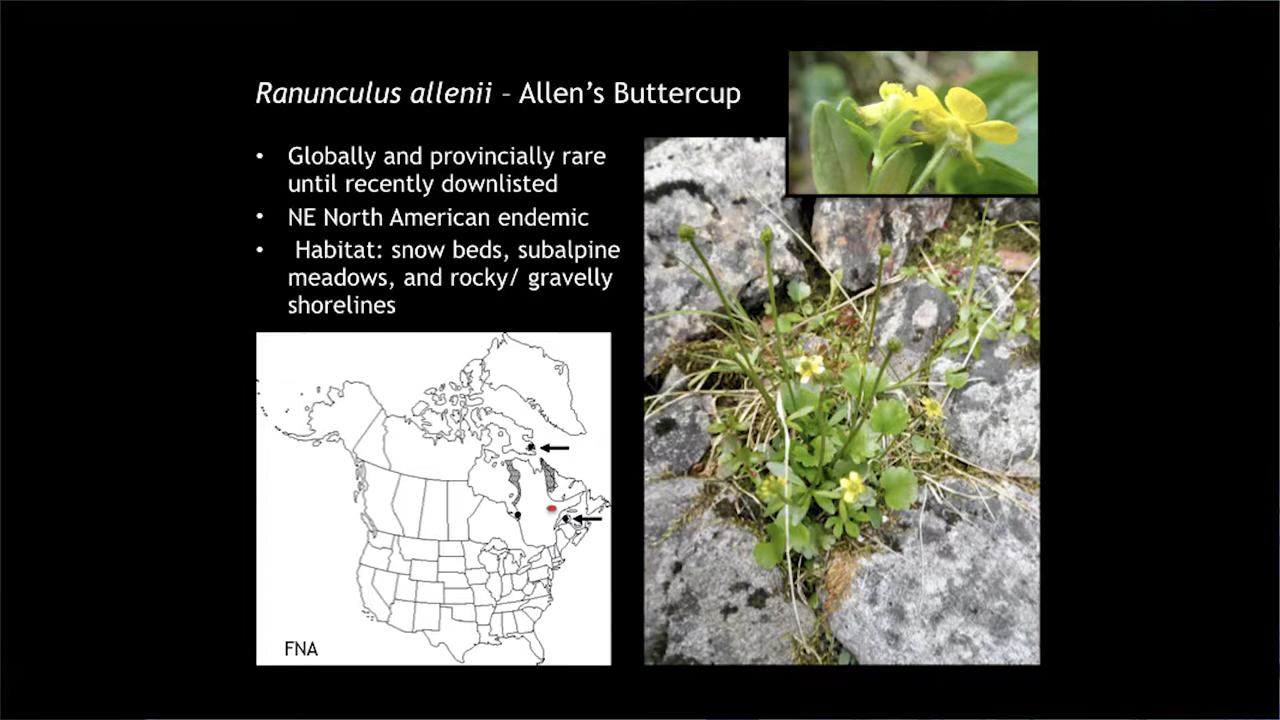 Ranunculus allenii – Allen's Buttercup
• Globally and provincially rare
until recently downlisted
• NE North American endemic
• Habitat: snow beds, subalpine
meadows, and rocky/ gravelly
shorelines
FNA